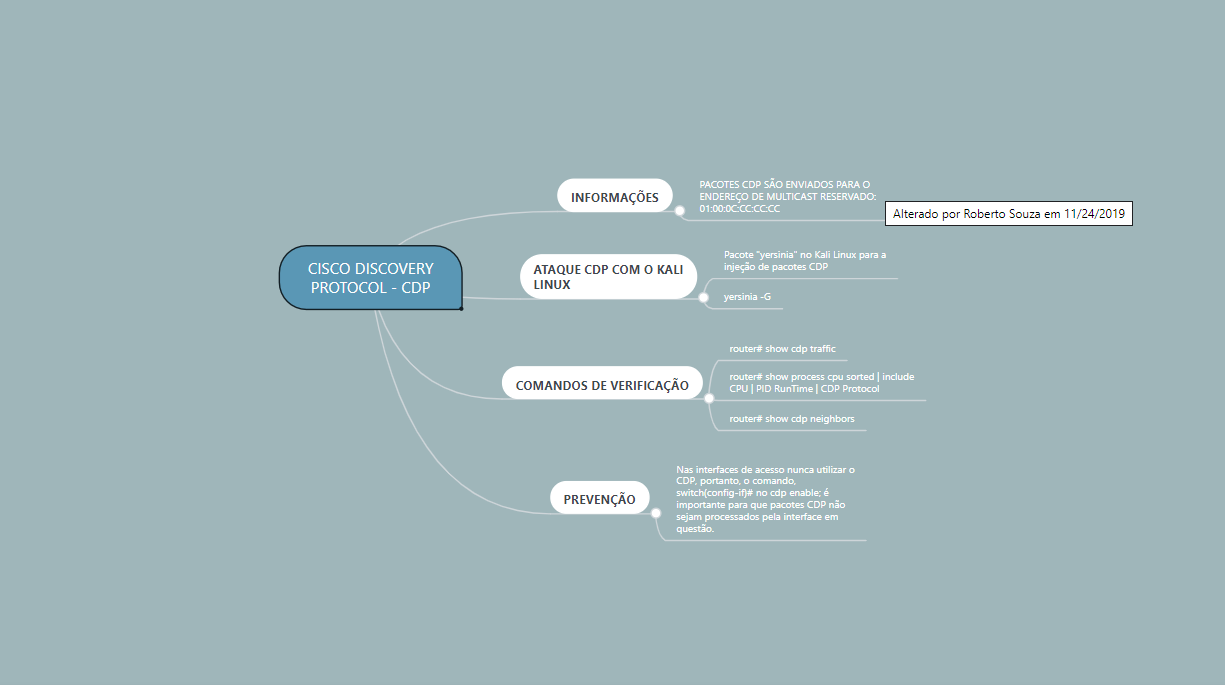 CISCO DISCOVERY
PROTOCOL - CDP
INFORMAÇÕES
PACOTES CDP SÃO ENVIADOS PARA O
ENDEREÇO DE MULTICAST RESERVADO:
01:00:0C:CC:CC:CC
Alterado por Roberto Souza em 11/24/2019
ATAQUE CDP COM O KALI
LINUX
Pacote "yersinia" no Kali Linux para a
injeção de pacotes CDP
yersinia -G
COMANDOS DE VERIFICAÇÃO
router# show cdp traffic
router# show process cpu sorted | include
CPU | PID RunTime | CDP Protocol
router# show cdp neighbors
PREVENÇÃO
Nas interfaces de acesso nunca utilizar o
CDP, portanto, o comando,
switch(config-if)# no cdp enable; é
importante para que pacotes CDP não
sejam processados pela interface em
questão.